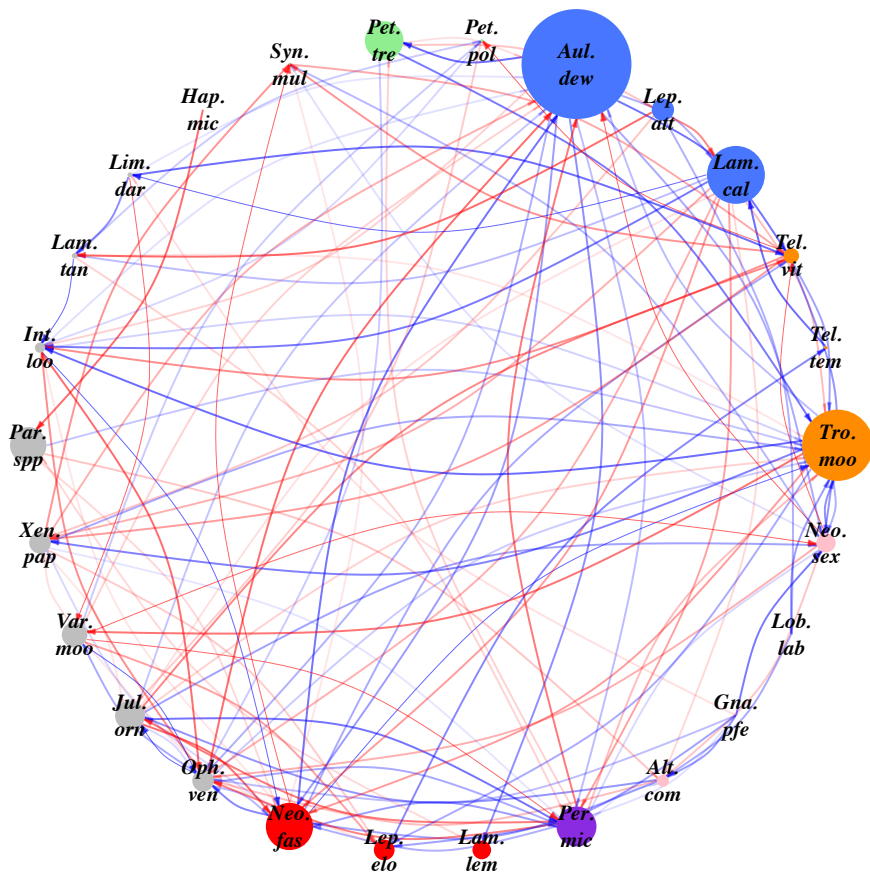 Pet.
tre
Pet.
pol
Aul.
dew
Lep.
att
Lam.
cal
Tel.
vit
Tel.
tem
Tro.
moo
Neo.
sex
Lob.
lab
Gna.
pfe
Alt.
com
Per.
mic
Lam.
lem
Lep.
elo
Neo.
fas
Oph.
ven
Jul.
orn
Var.
moo
Xen.
pap
Par.
spp
Int.
loo
Lam.
tan
Lim.
dar
Hap.
mic
Syn.
mul